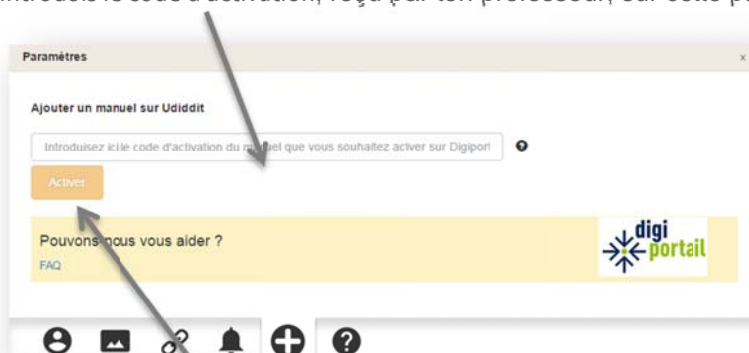 Introduis le code d'activation, reçu par ton professeur, sur cette p
Paramètres x
Ajouter un manuel sur Udiddit
Introduisez ici le code d'activation du manuel que vous souhaitez activer sur Digiport
Activer
Pouvons-nous vous aider ?
FAQ
digi
portail